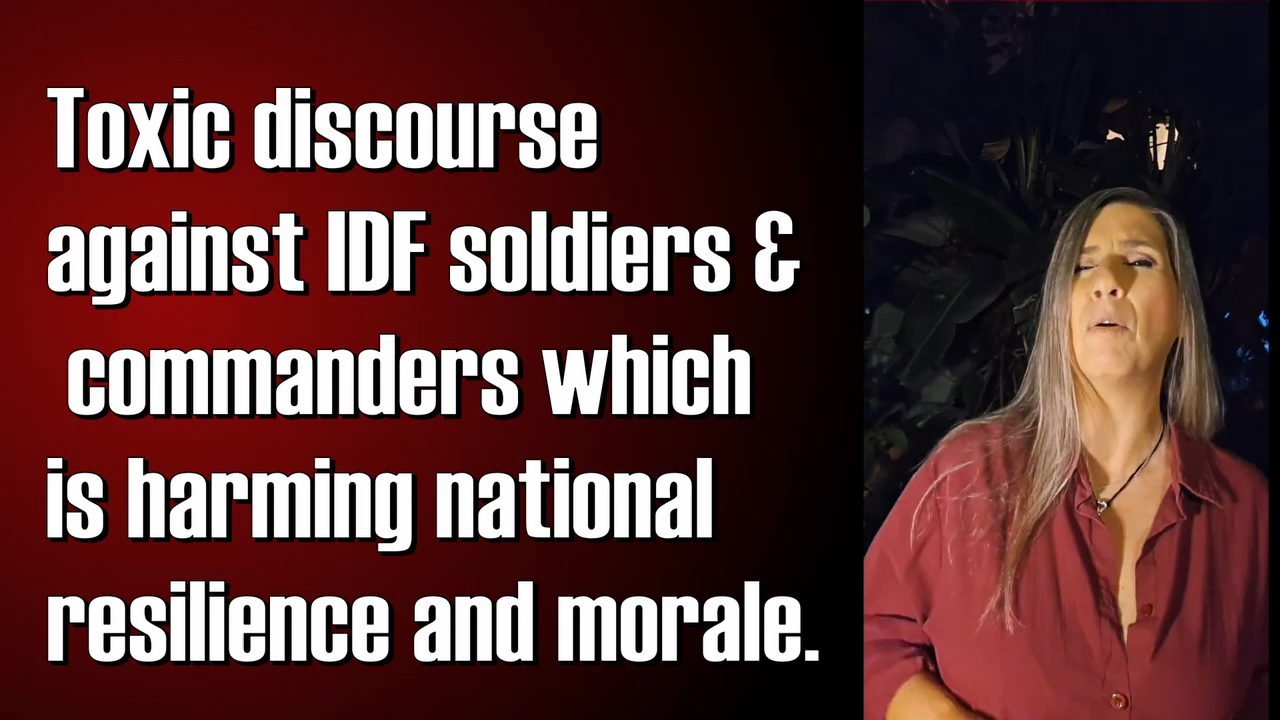 Toxic discourse
against IDF soldiers &
commanders which
is harming national
resilience and morale.